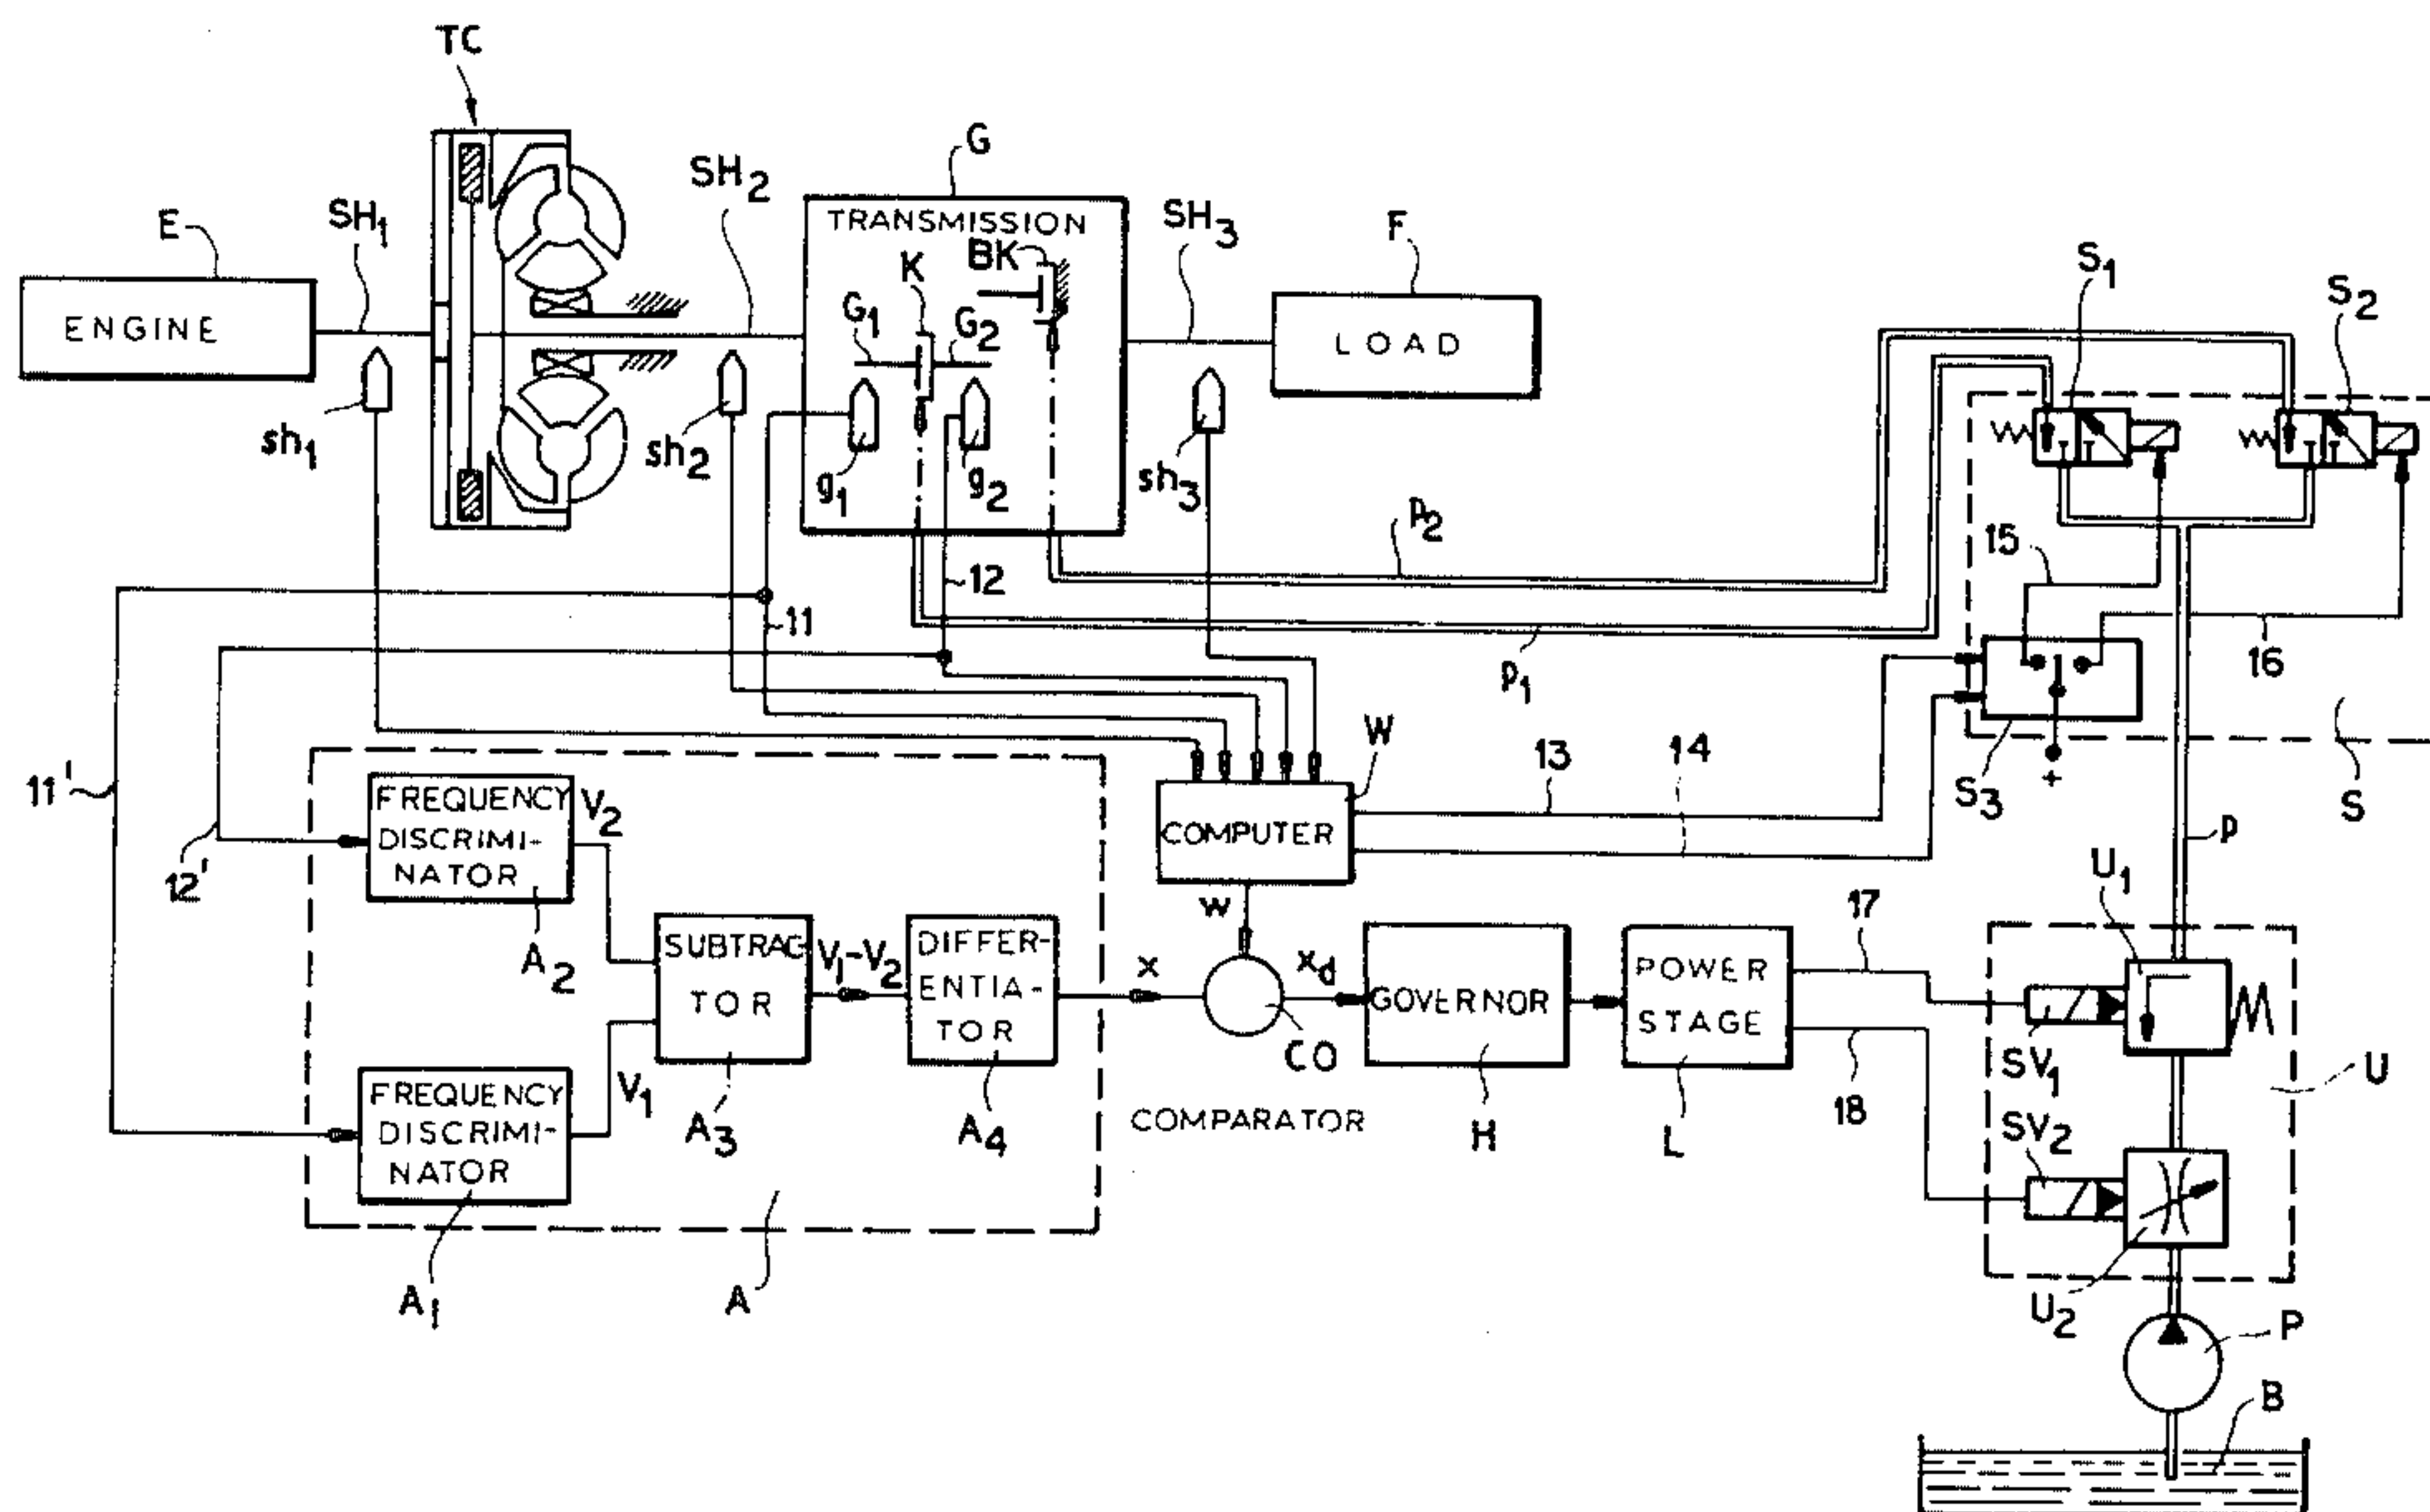 TC
G
SH₂
E
SH₁
TRANSMISSION
SH₃
F
BK
K
S₁
S₂
ENGINE
G₁
G₂
LOAD
sh₁
sh₂
g₁
g₂
sh₃
p₂
15
12
11
p₁
16
W
13
14
S₃
+
S
11'
FREQUENCY
DISCRIMI-
NATOR
V₂
COMPUTER
p
12'
A₂
w
U₁
17
SUBTRAC-
TOR
V₁-V₂
DIFFER-
ENTIA-
TOR
x
x_d
GOVERNOR
POWER
STAGE
CO
SV₁
U
FREQUENCY
DISCRIMI-
NATOR
V₁
A₃
A₄
COMPARATOR
H
L
18
SV₂
A₁
A
U₂
P
B